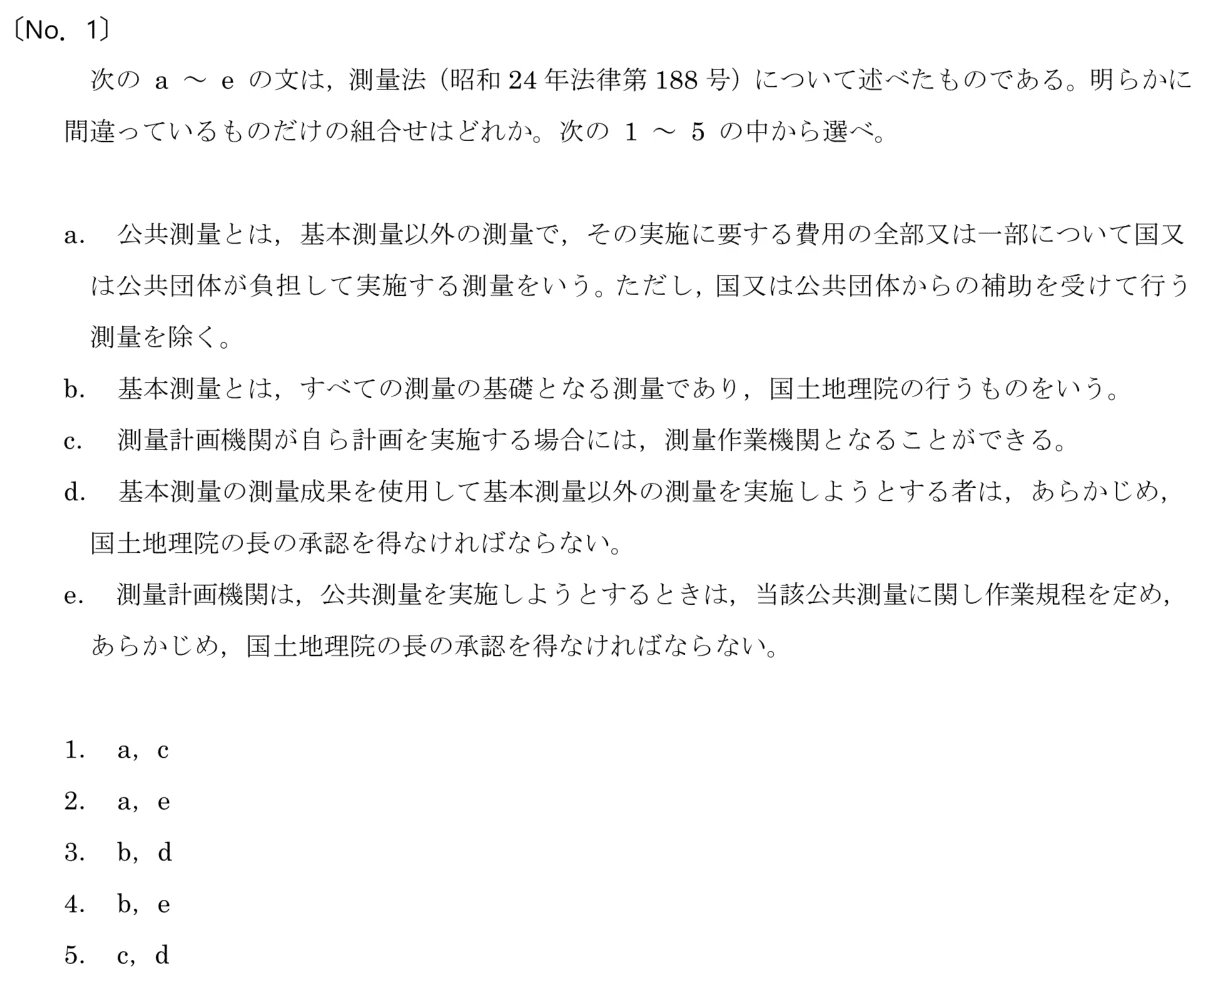 〔No. 1〕
次の a ～ e の文は，測量法（昭和 24 年法律第 188 号）について述べたものである。明らかに
間違っているものだけの組合せはどれか。次の 1 ～ 5 の中から選べ。
a. 公共測量とは，基本測量以外の測量で，その実施に要する費用の全部又は一部について国又
は公共団体が負担して実施する測量をいう。ただし，国又は公共団体からの補助を受けて行う
測量を除く。
b. 基本測量とは，すべての測量の基礎となる測量であり，国土地理院の行うものをいう。
c. 測量計画機関が自ら計画を実施する場合には，測量作業機関となることができる。
d. 基本測量の測量成果を使用して基本測量以外の測量を実施しようとする者は，あらかじめ，
国土地理院の長の承認を得なければならない。
e. 測量計画機関は，公共測量を実施しようとするときは，当該公共測量に関し作業規程を定め，
あらかじめ，国土地理院の長の承認を得なければならない。
1. a，c
2. a，e
3. b，d
4. b，e
5. c，d